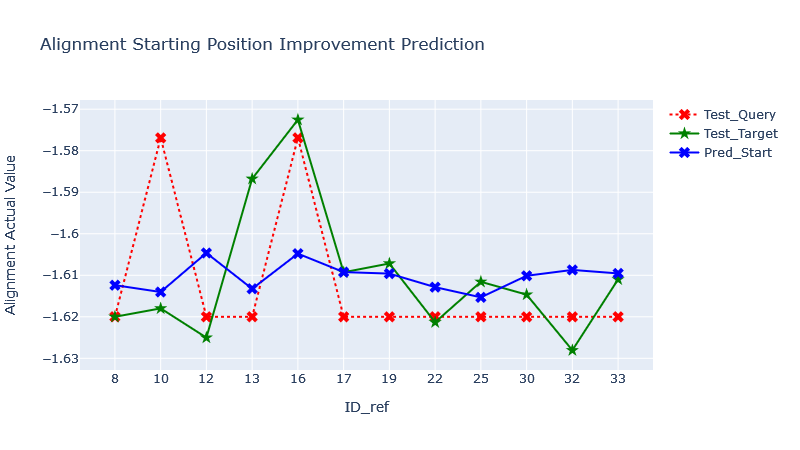 Alignment Starting Position Improvement Prediction
Test_Query
Test_Target
Pred_Start
Alignment Actual Value
−1.57
−1.58
−1.59
−1.6
−1.61
−1.62
−1.63
8 10 12 13 16 17 19 22 25 30 32 33
ID_ref